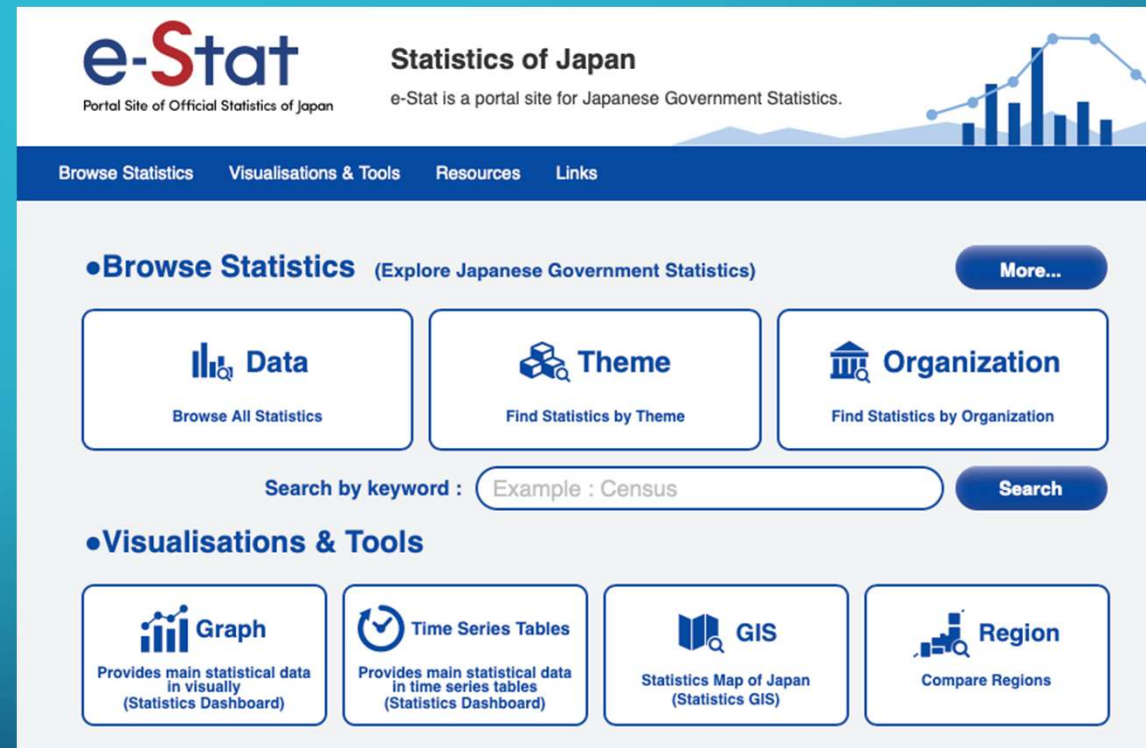 e-Stat
Portal Site of Official Statistics of Japan
Statistics of Japan
e-Stat is a portal site for Japanese Government Statistics.
Browse Statistics Visualisations & Tools Resources Links
•Browse Statistics (Explore Japanese Government Statistics) More...
Data
Browse All Statistics
Theme
Find Statistics by Theme
Organization
Find Statistics by Organization
Search by keyword : Example : Census Search
•Visualisations & Tools
Graph
Provides main statistical data
in visually
(Statistics Dashboard)
Time Series Tables
Provides main statistical data
in time series tables
(Statistics Dashboard)
GIS
Statistics Map of Japan
(Statistics GIS)
Region
Compare Regions